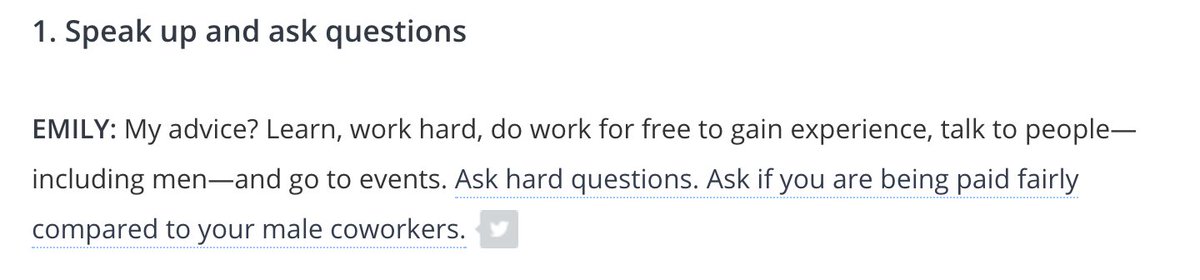 1. Speak up and ask questions
EMILY: My advice? Learn, work hard, do work for free to gain experience, talk to people—
including men—and go to events. Ask hard questions. Ask if you are being paid fairly
compared to your male coworkers.